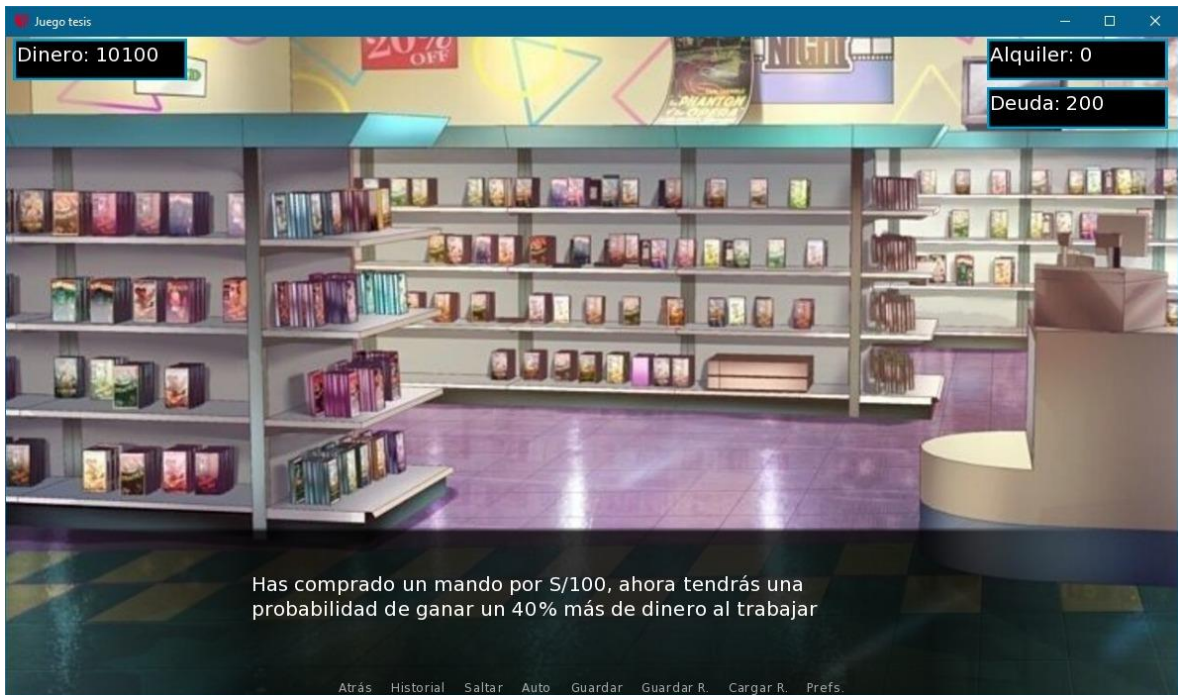 Juego tesis
Dinero: 10100
Alquiler: 0
Deuda: 200
20%
OFF
NIGHT
PHANTOM
OPERA
Has comprado un mando por S/100, ahora tendrás una
probabilidad de ganar un 40% más de dinero al trabajar
Atrás Historial Saltar Auto Guardar Guardar R. Cargar R. Prefs.